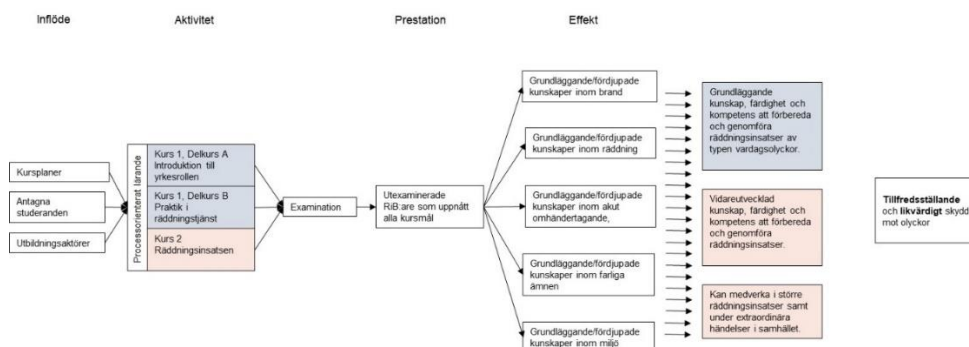 Inflöde
Aktivitet
Prestation
Effekt
Kursplaner
Antagna
studeranden
Utbildningsaktörer
Processorienterat lärande
Kurs 1, Delkurs A
Introduktion till
yrkesrollen
Kurs 1, Delkurs B
Praktik i
räddningstjänst
Kurs 2
Räddningsinsatsen
Examination
Utexaminerade
RiB:are som uppnått
alla kursmål
Grundläggande/fördjupade
kunskaper inom brand
Grundläggande/fördjupade
kunskaper inom räddning
Grundläggande/fördjupade
kunskaper inom akut
omhändertagande,
Grundläggande/fördjupade
kunskaper inom farliga
ämnen
Grundläggande/fördjupade
kunskaper inom miljö
Grundläggande
kunskap, färdighet och
kompetens att förbereda
och genomföra
räddningsinsatser av
typen vardagsolyckor.
Vidareutvecklad
kunskap, färdighet och
kompetens att förbereda
och genomföra
räddningsinsatser.
Kan medverka i större
räddningsinsatser samt
under extraordinära
händelser i samhället.
Tillfredsställande
och likvärdigt skydd
mot olyckor